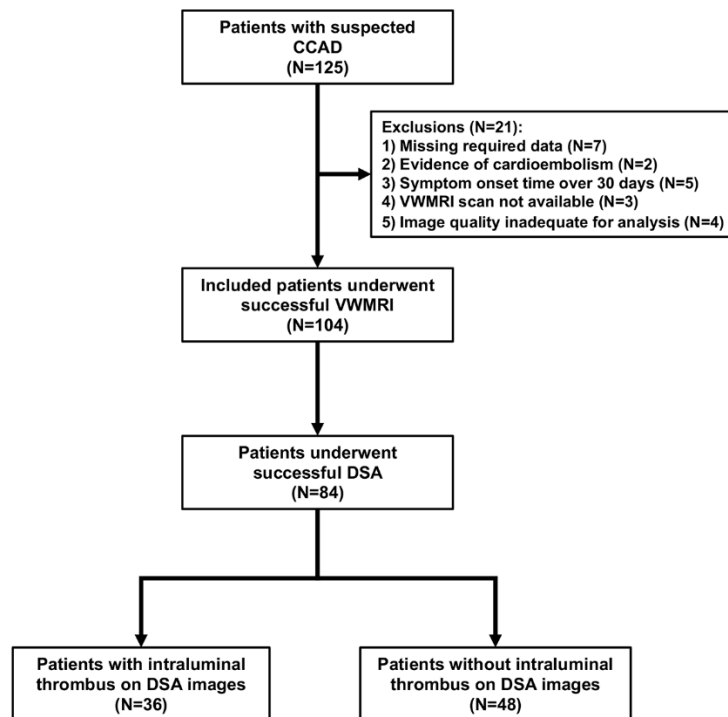 Patients with suspected
CCAD
(N=125)
Exclusions (N=21):
1) Missing required data (N=7)
2) Evidence of cardioembolism (N=2)
3) Symptom onset time over 30 days (N=5)
4) VWMRI scan not available (N=3)
5) Image quality inadequate for analysis (N=4)
Included patients underwent
successful VWMRI
(N=104)
Patients underwent
successful DSA
(N=84)
Patients with intraluminal
thrombus on DSA images
(N=36)
Patients without intraluminal
thrombus on DSA images
(N=48)